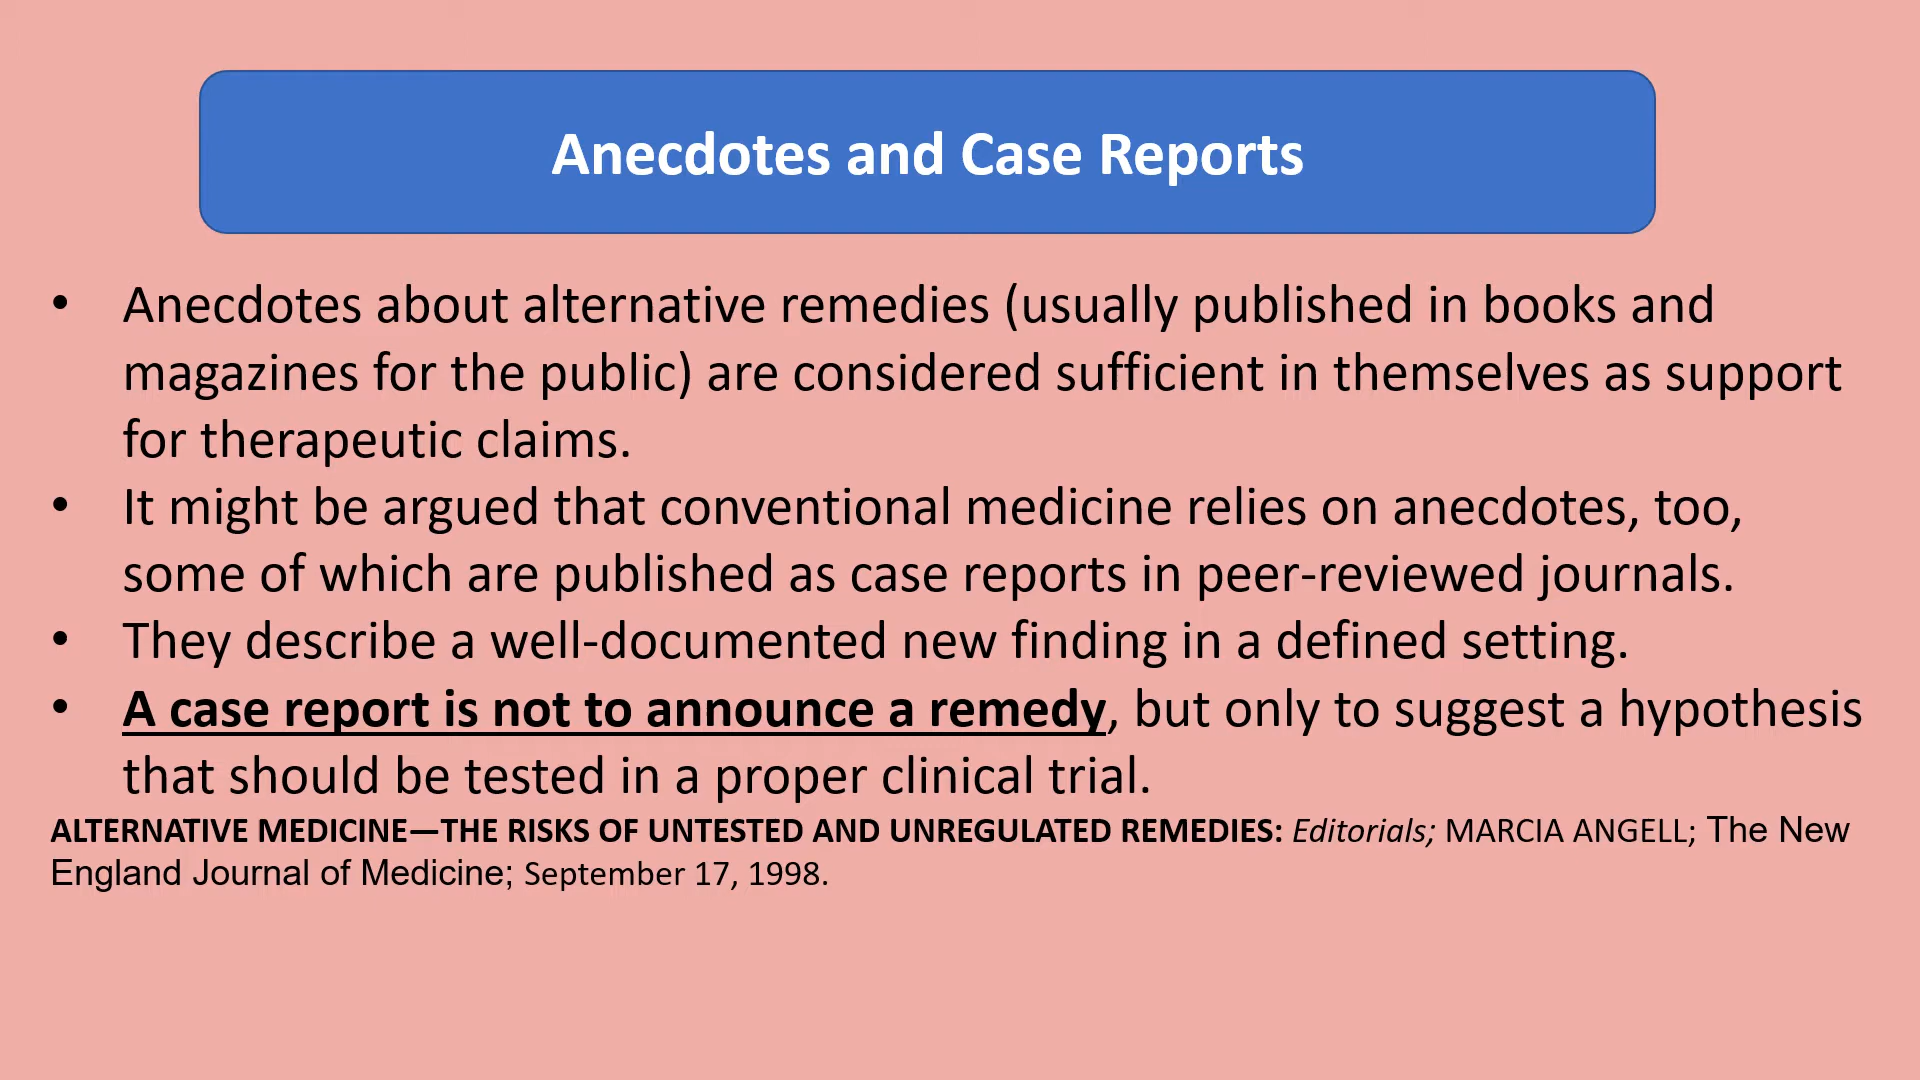 Anecdotes and Case Reports
• Anecdotes about alternative remedies (usually published in books and
magazines for the public) are considered sufficient in themselves as support
for therapeutic claims.
• It might be argued that conventional medicine relies on anecdotes, too,
some of which are published as case reports in peer-reviewed journals.
• They describe a well-documented new finding in a defined setting.
• A case report is not to announce a remedy, but only to suggest a hypothesis
that should be tested in a proper clinical trial.
ALTERNATIVE MEDICINE—THE RISKS OF UNTESTED AND UNREGULATED REMEDIES: Editorials; MARCIA ANGELL; The New
England Journal of Medicine; September 17, 1998.